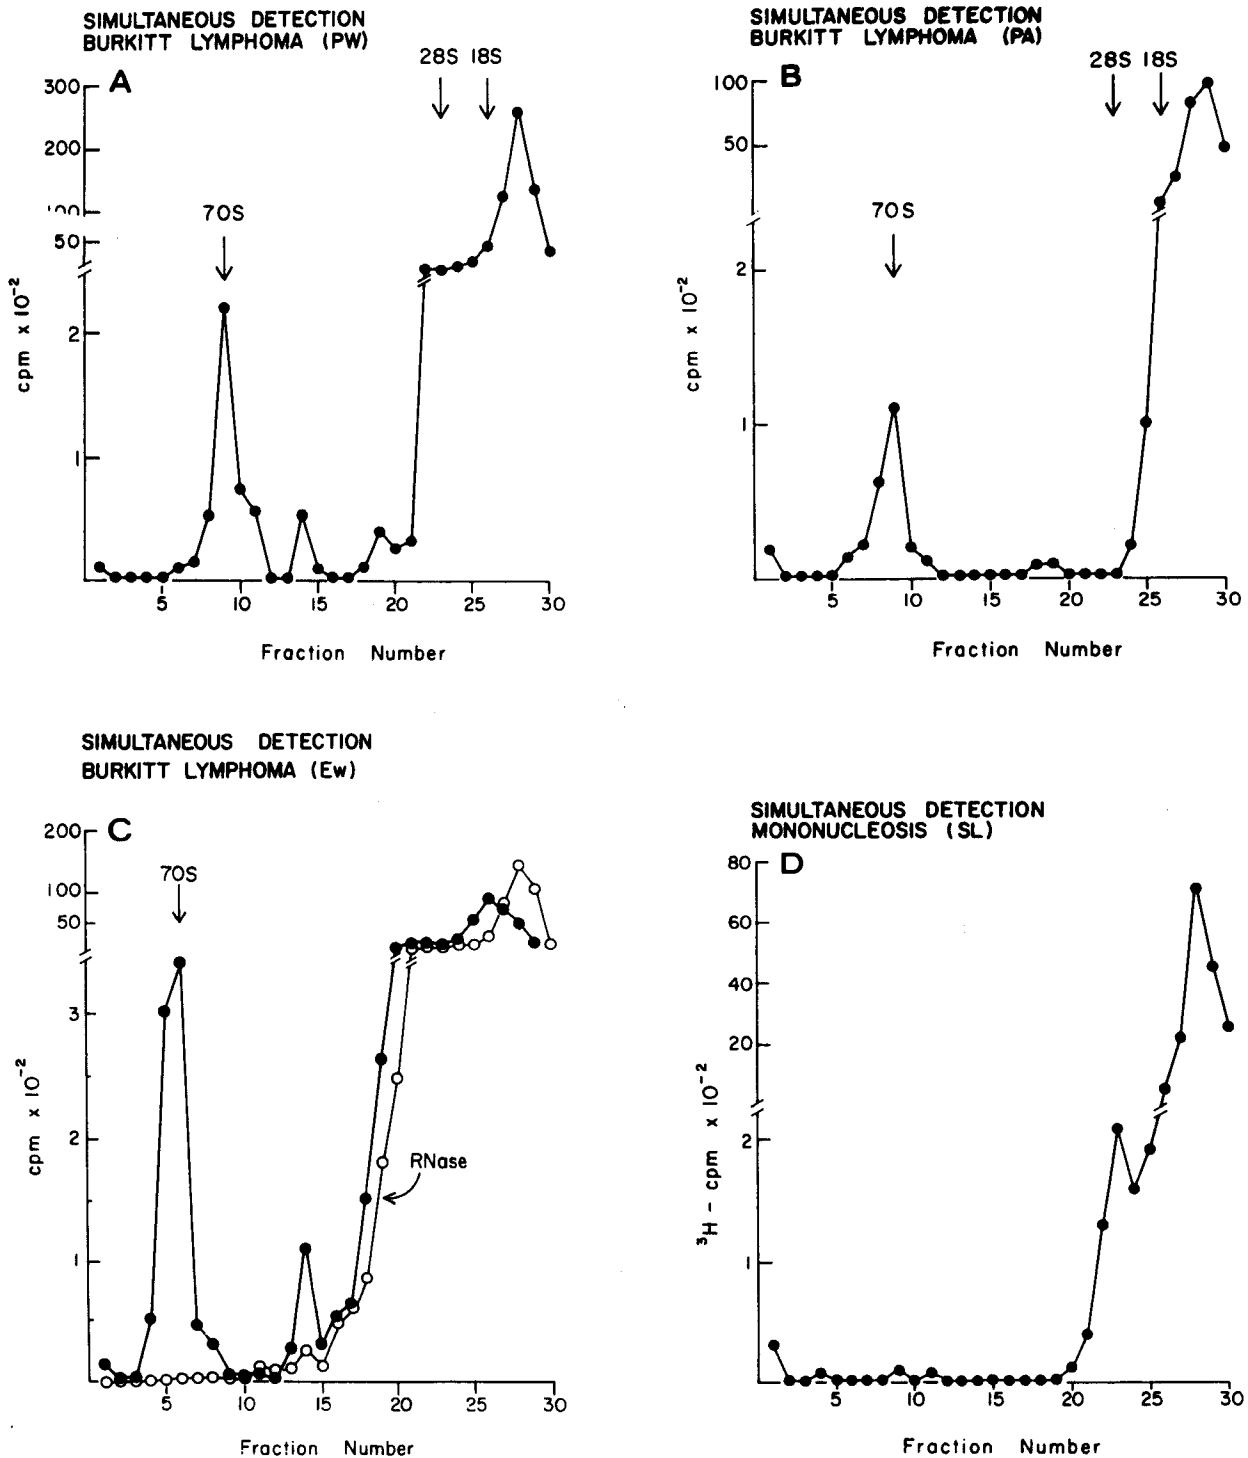 SIMULTANEOUS DETECTION
BURKITT LYMPHOMA (PW)
A
28S 18S
70S
300
200
100
50
2
1
cpm x 10-2
5 10 15 20 25 30
Fraction Number
SIMULTANEOUS DETECTION
BURKITT LYMPHOMA (PA)
B
28S 18S
70S
100
50
2
1
cpm x 10-2
5 10 15 20 25 30
Fraction Number
SIMULTANEOUS DETECTION
BURKITT LYMPHOMA (Ew)
C
70S
200
100
50
3
2
1
cpm x 10-2
RNase
5 10 15 20 25 30
Fraction Number
SIMULTANEOUS DETECTION
MONONUCLEOSIS (SL)
D
80
60
40
20
2
1
3H - cpm x 10-2
5 10 15 20 25 30
Fraction Number